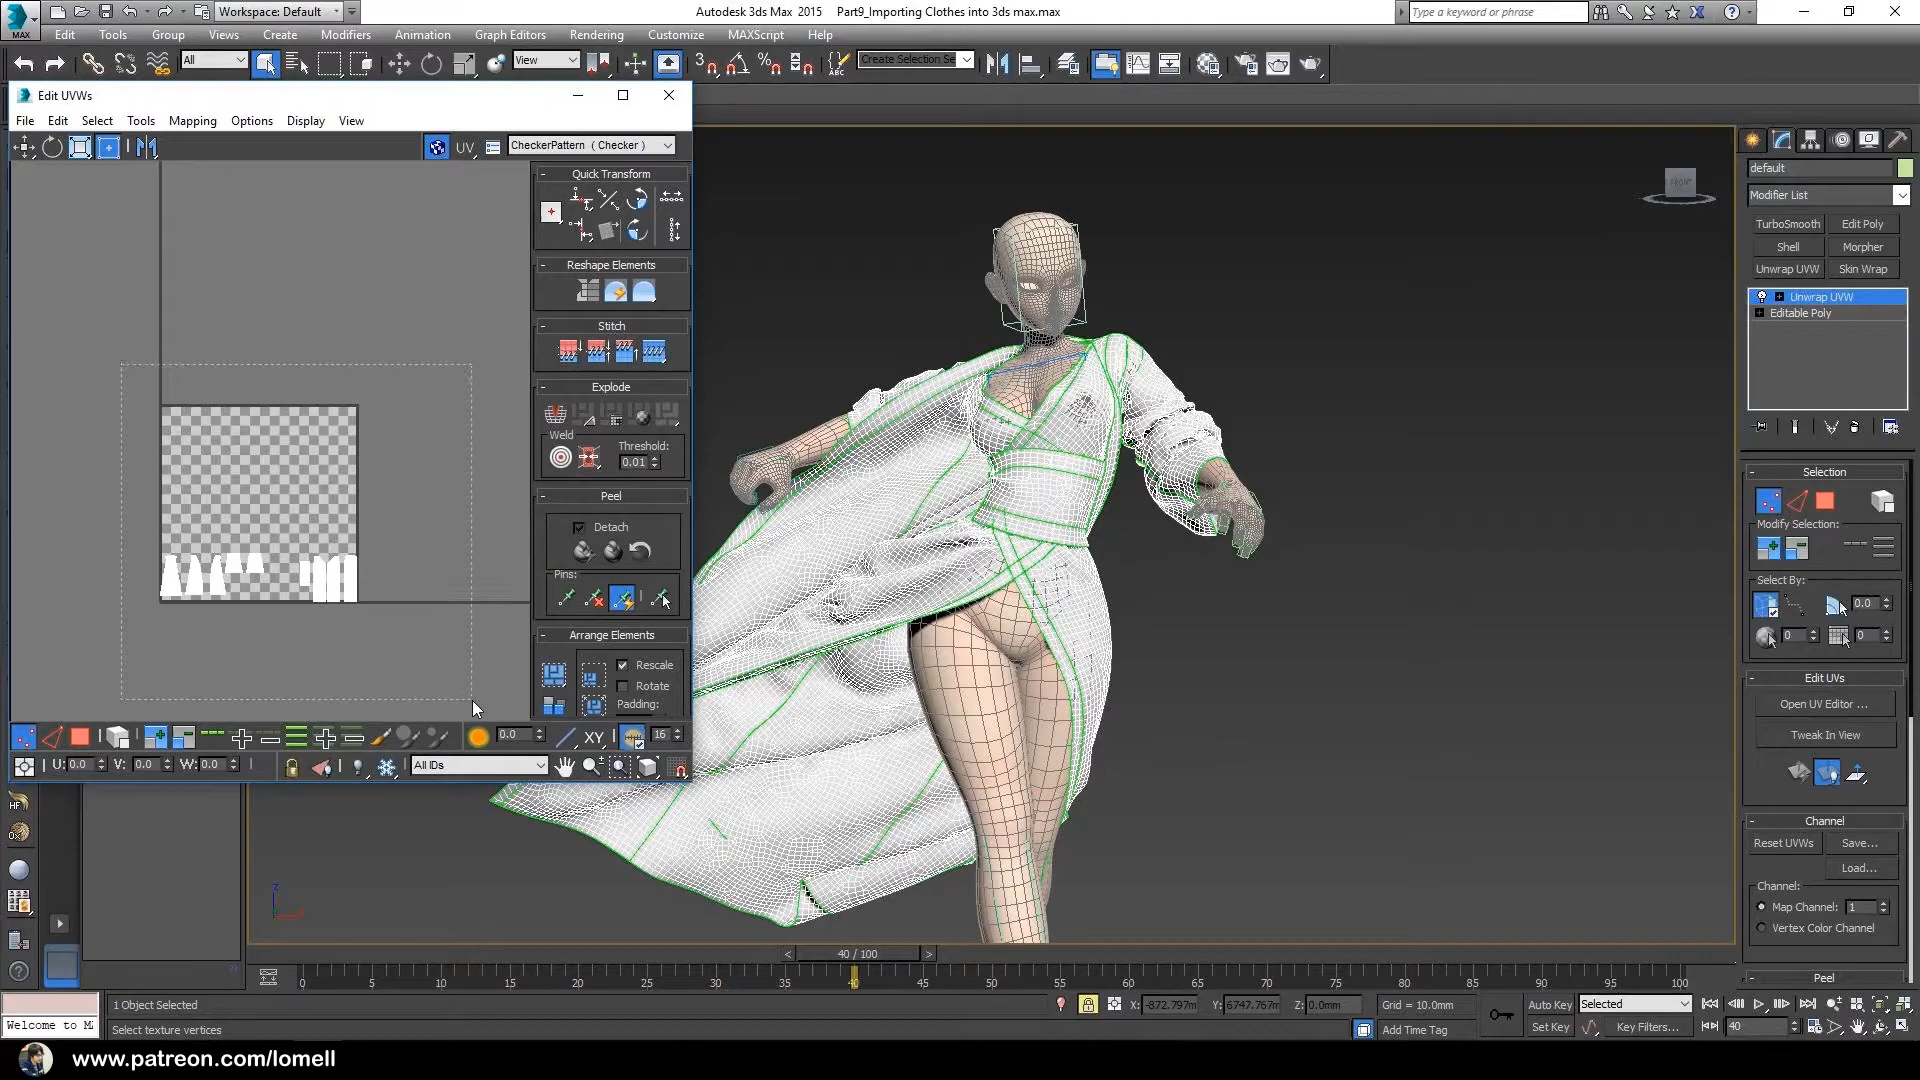 Workspace: Default
Autodesk 3ds Max 2015    Part9_Importing Clothes into 3ds max.max
Type a keyword or phrase
MAX
Edit Tools Group Views Create Modifiers Animation Graph Editors Rendering Customize MAXScript Help
All
View
3
Create Selection Se
ABC
Edit UVWs
File Edit Select Tools Mapping Options Display View
UV
CheckerPattern ( Checker )
Quick Transform
Reshape Elements
Stitch
Explode
Weld
Threshold:
0.01
Peel
Detach
Pins:
Arrange Elements
Rescale
Rotate
Padding:
0.0
XY
16
U: 0.0 V: 0.0 W: 0.0
All IDs
FRONT
default
Modifier List
TurboSmooth Edit Poly
Shell Morpher
Unwrap UVW Skin Wrap
Unwrap UVW
Editable Poly
Selection
Modify Selection:
Select By:
0.0
0 0
Edit UVs
Open UV Editor ...
Tweak In View
Channel
Reset UVWs Save...
Load...
Channel:
Map Channel: 1
Vertex Color Channel
Peel
HF
z
40 / 100
0 5 10 15 20 25 30 35 40 45 50 55 60 65 70 75 80 85 90 95 100
1 Object Selected
X: -872.797m Y: 6747.767m Z: 0.0mm Grid = 10.0mm
Auto Key Selected
Welcome to M
Select texture vertices
Add Time Tag
Set Key Key Filters...
40
www.patreon.com/lomell